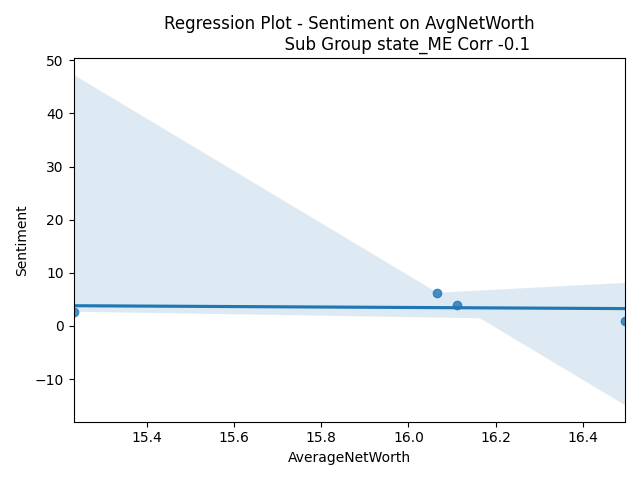 Regression Plot - Sentiment on AvgNetWorth
Sub Group state_ME Corr -0.1
50
40
30
20
10
0
−10
Sentiment
15.4 15.6 15.8 16.0 16.2 16.4
AverageNetWorth